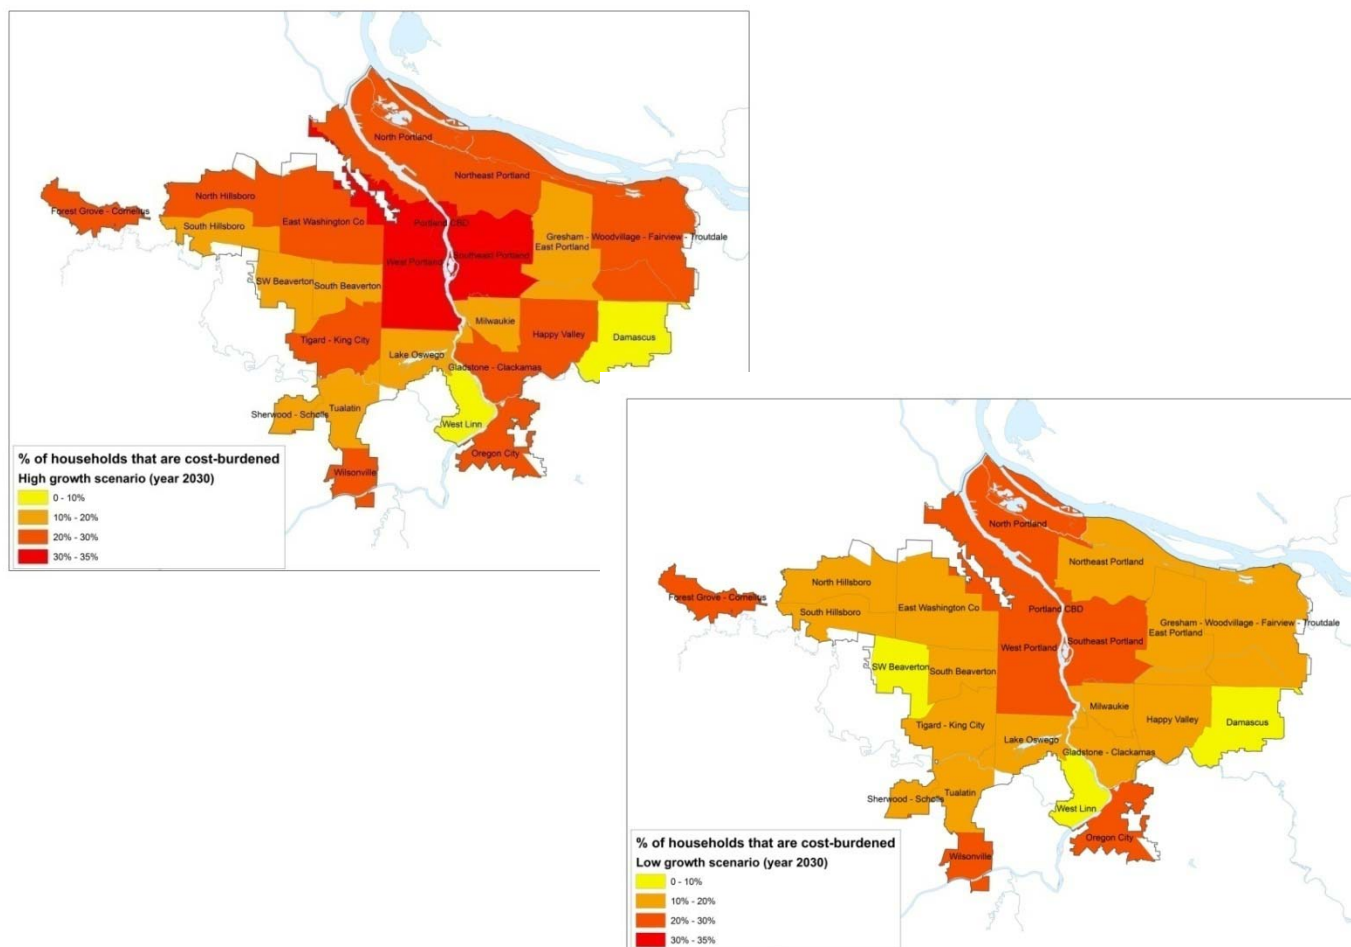 North Portland
Northeast Portland
North Hillsboro
Forest Grove - Cornelius
East Washington Co
Portland CBD
South Hillsboro
Gresham - Woodvillage - Fairview - Troutdale
East Portland
West Portland
Southeast Portland
SW Beaverton
South Beaverton
Milwaukie
Happy Valley
Damascus
Tigard - King City
Lake Oswego
Gladstone - Clackamas
Sherwood - Scholls
Tualatin
West Linn
Oregon City
Wilsonville
% of households that are cost-burdened
High growth scenario (year 2030)
0 - 10%
10% - 20%
20% - 30%
30% - 35%
North Portland
Northeast Portland
North Hillsboro
Forest Grove - Cornelius
East Washington Co
Portland CBD
South Hillsboro
Gresham - Woodvillage - Fairview - Troutdale
East Portland
West Portland
Southeast Portland
SW Beaverton
South Beaverton
Milwaukie
Happy Valley
Damascus
Tigard - King City
Lake Oswego
Gladstone - Clackamas
Sherwood - Scholls
Tualatin
West Linn
Oregon City
Wilsonville
% of households that are cost-burdened
Low growth scenario (year 2030)
0 - 10%
10% - 20%
20% - 30%
30% - 35%